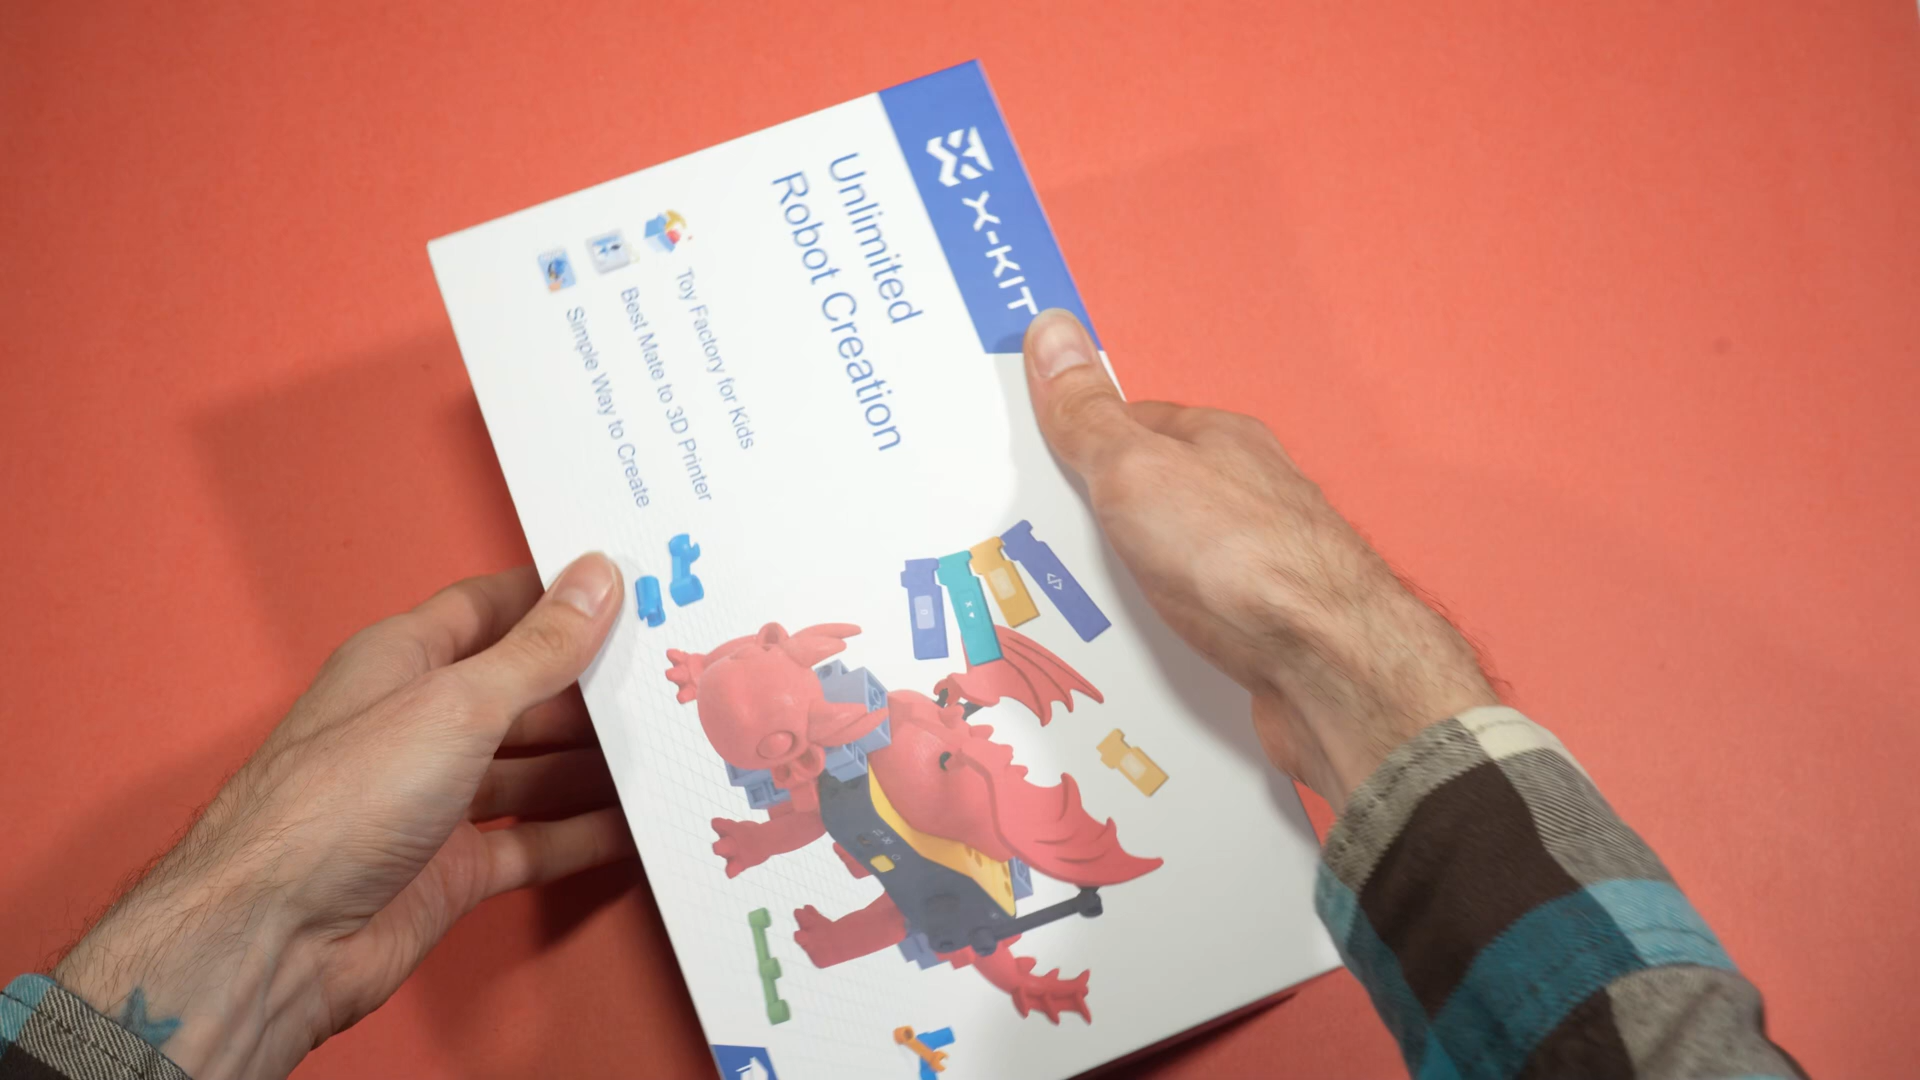 X-KIT
Unlimited
Robot Creation
Toy Factory for Kids
Best Mate to 3D Printer
Simple Way to Create